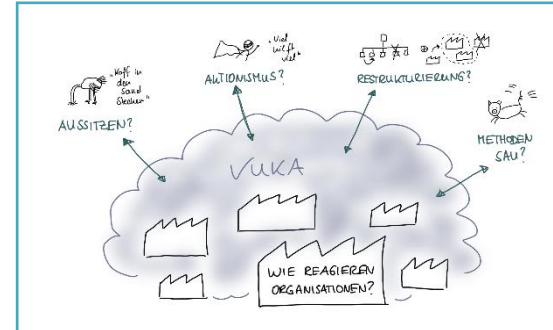 "Viel
hilft
viel"
AKTIONISMUS?
RESTRUKTURIERUNG?
"Kopf in
den
Sand
stecken"
AUSSITZEN?
METHODEN
SAU?
VUKA
WIE REAGIEREN
ORGANISATIONEN?